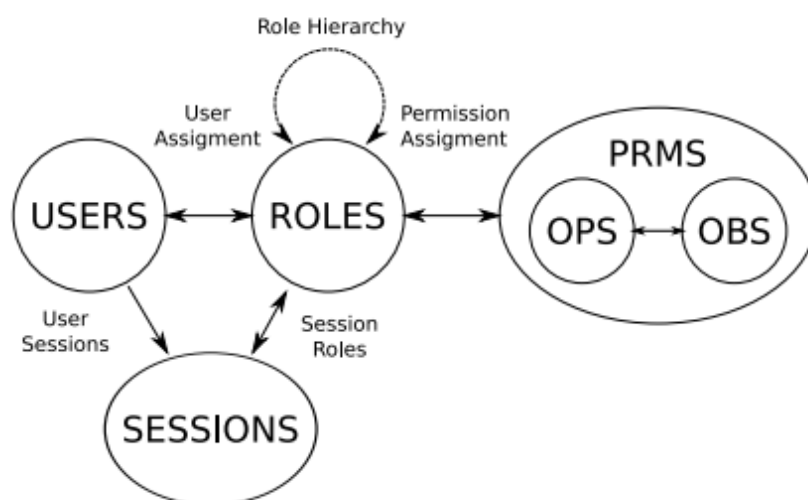 Role Hierarchy
User
Assigment
Permission
Assigment
PRMS
USERS
ROLES
OPS
OBS
User
Sessions
Session
Roles
SESSIONS